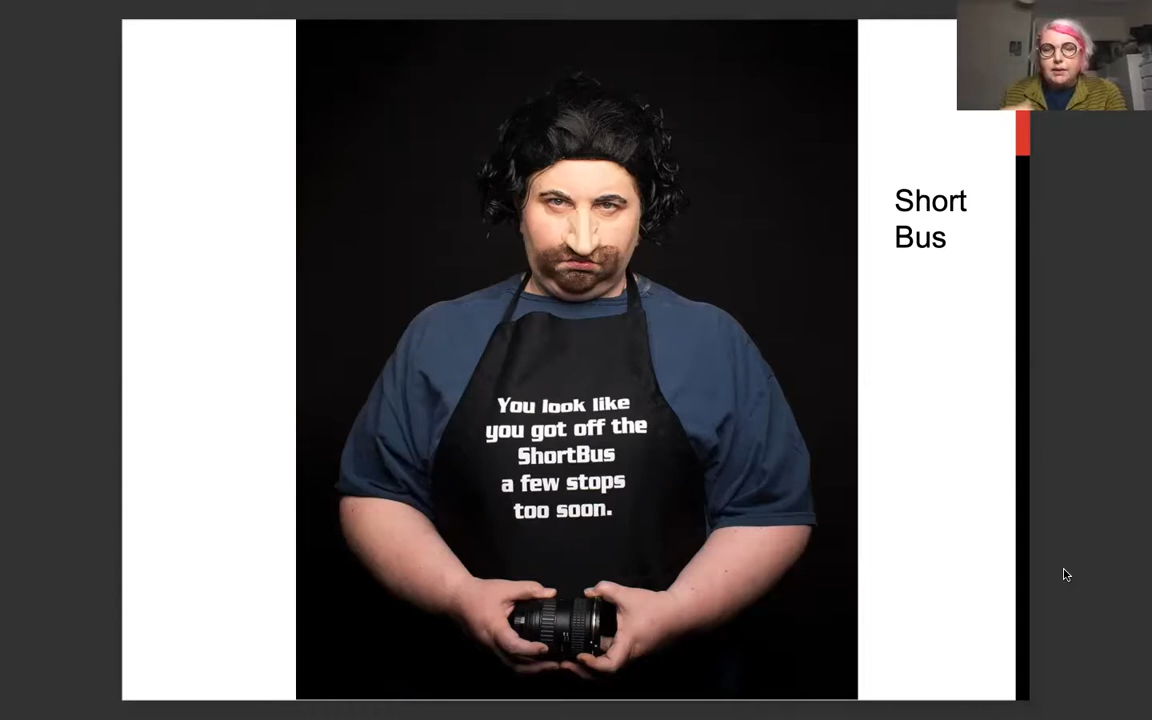 You look like
you got off the
ShortBus
a few stops
too soon.
Short
Bus